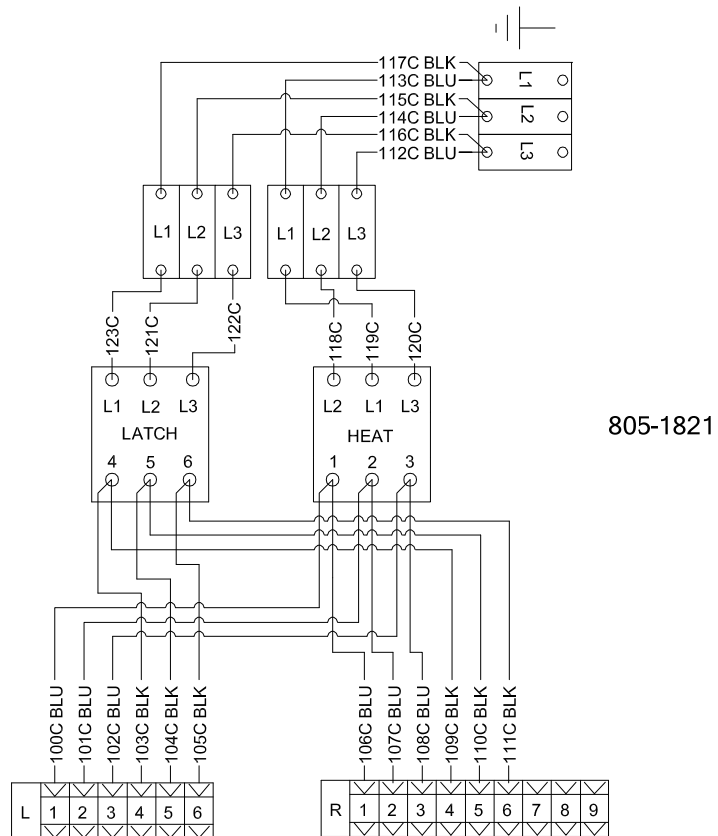 117C BLK
113C BLU
115C BLK
114C BLU
116C BLK
112C BLU
L1
L2
L3
L1 L2 L3
L1 L2 L3
123C
121C
122C
118C
119C
120C
L1 L2 L3
LATCH
4 5 6
L2 L1 L3
HEAT
1 2 3
805-1821
100C BLU
101C BLU
102C BLU
103C BLK
104C BLK
105C BLK
106C BLU
107C BLU
108C BLU
109C BLK
110C BLK
111C BLK
L 1 2 3 4 5 6
R 1 2 3 4 5 6 7 8 9